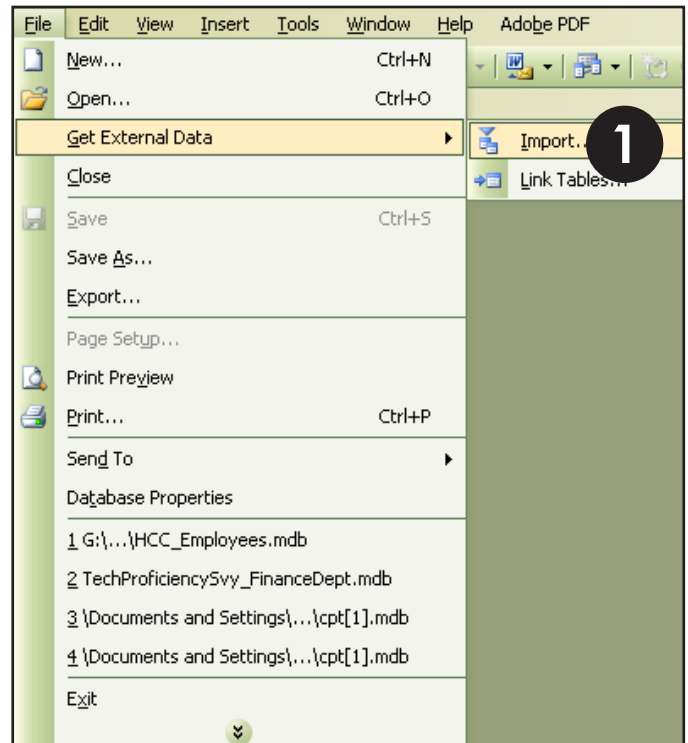 File Edit View Insert Tools Window Help Adobe PDF
New... Ctrl+N
Open... Ctrl+O
Get External Data
Import..
1
Link Tables...
Close
Save Ctrl+S
Save As...
Export...
Page Setup...
Print Preview
Print... Ctrl+P
Send To
Database Properties
1 G:\...\HCC_Employees.mdb
2 TechProficiencySvy_FinanceDept.mdb
3 \Documents and Settings\...\cpt[1].mdb
4 \Documents and Settings\...\cpt[1].mdb
Exit